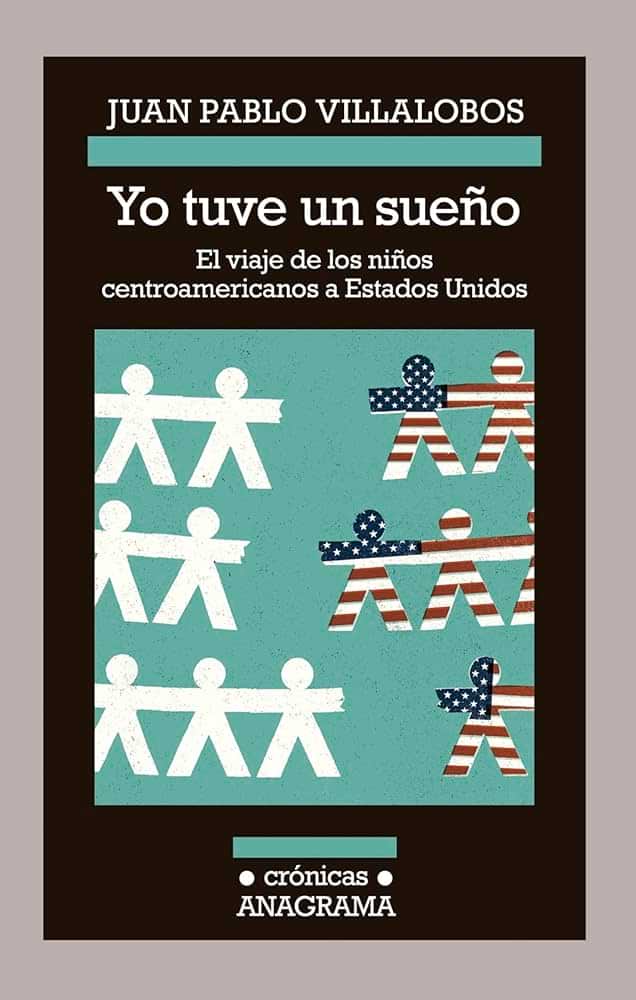 JUAN PABLO VILLALOBOS
Yo tuve un sueño
El viaje de los niños
centroamericanos a Estados Unidos
crónicas
ANAGRAMA